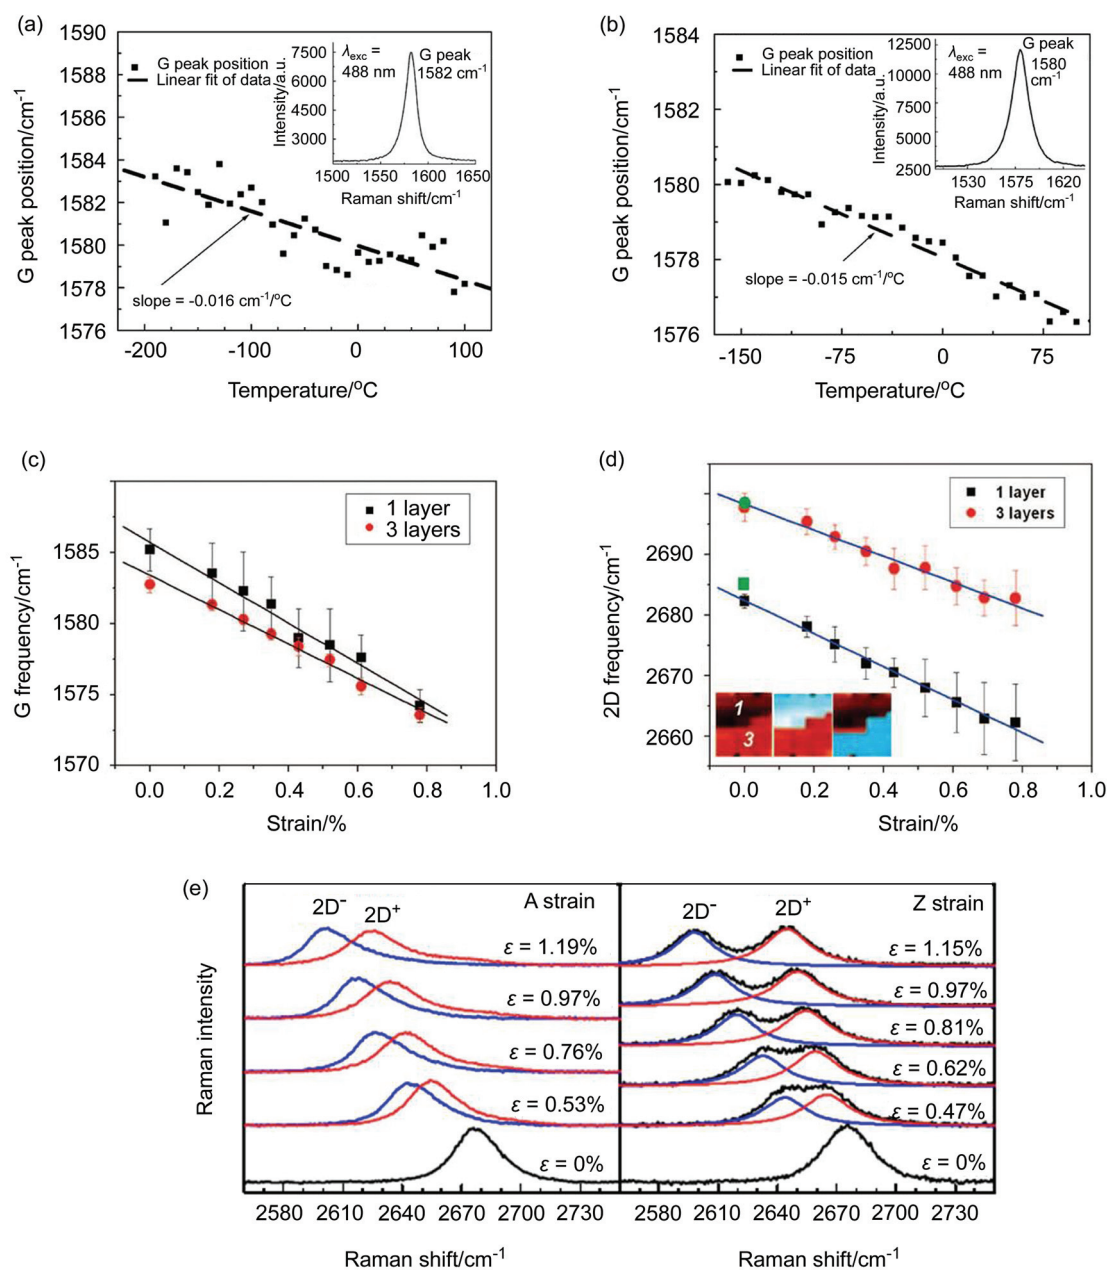 (a)
1590
1588
1586
1584
1582
1580
1578
1576
G peak position/cm-1
G peak position
Linear fit of data
slope = -0.016 cm-1/ºC
-200
-100
0
100
Temperature/ºC
λexc =
488 nm
G peak
1582 cm-1
Intensity/a.u.
7500
6000
4500
3000
1500
1550
1600
1650
Raman shift/cm-1
(b)
1584
1582
1580
1578
1576
G peak position/cm-1
G peak position
Linear fit of data
slope = -0.015 cm-1/ºC
-150
-75
0
75
Temperature/ºC
λexc =
488 nm
G peak
1580
cm-1
Intensity/a.u.
12500
10000
7500
5000
2500
1530
1575
1620
Raman shift/cm-1
(c)
1 layer
3 layers
1585
1580
1575
1570
G frequency/cm-1
0.0
0.2
0.4
0.6
0.8
1.0
Strain/%
(d)
1 layer
3 layers
2690
2680
2670
2660
2D frequency/cm-1
1
3
0.0
0.2
0.4
0.6
0.8
1.0
Strain/%
(e)
Raman intensity
2D-
2D+
A strain
ε = 1.19%
ε = 0.97%
ε = 0.76%
ε = 0.53%
ε = 0%
2580
2610
2640
2670
2700
2730
Raman shift/cm-1
2D-
2D+
Z strain
ε = 1.15%
ε = 0.97%
ε = 0.81%
ε = 0.62%
ε = 0.47%
ε = 0%
2580
2610
2640
2670
2700
2730
Raman shift/cm-1